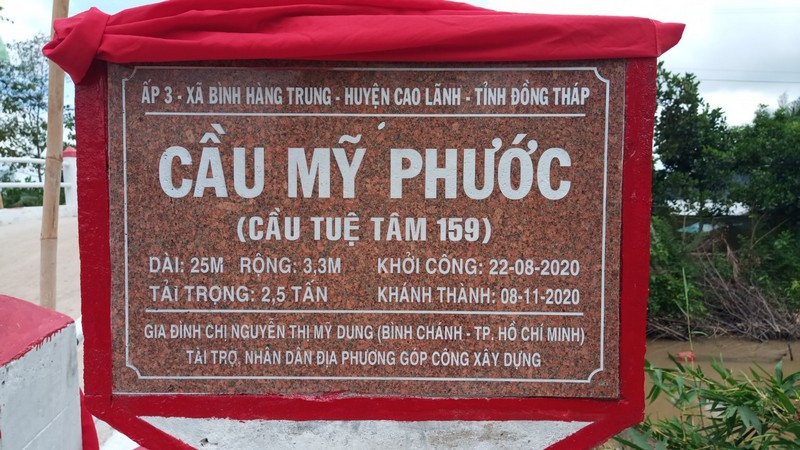 ẤP 3 - XÃ BÌNH HÀNG TRUNG - HUYỆN CAO LÃNH - TỈNH ĐỒNG THÁP
CẦU MỸ PHƯỚC
(CẦU TUỆ TÂM 159)
DÀI: 25M RỘNG: 3,3M KHỞI CÔNG: 22-08-2020
TẢI TRỌNG: 2,5 TẤN KHÁNH THÀNH: 08-11-2020
GIA ĐÌNH CHỊ NGUYỄN THỊ MỸ DUNG (BÌNH CHÁNH - TP. HỒ CHÍ MINH)
TÀI TRỢ, NHÂN DÂN ĐỊA PHƯƠNG GÓP CÔNG XÂY DỰNG